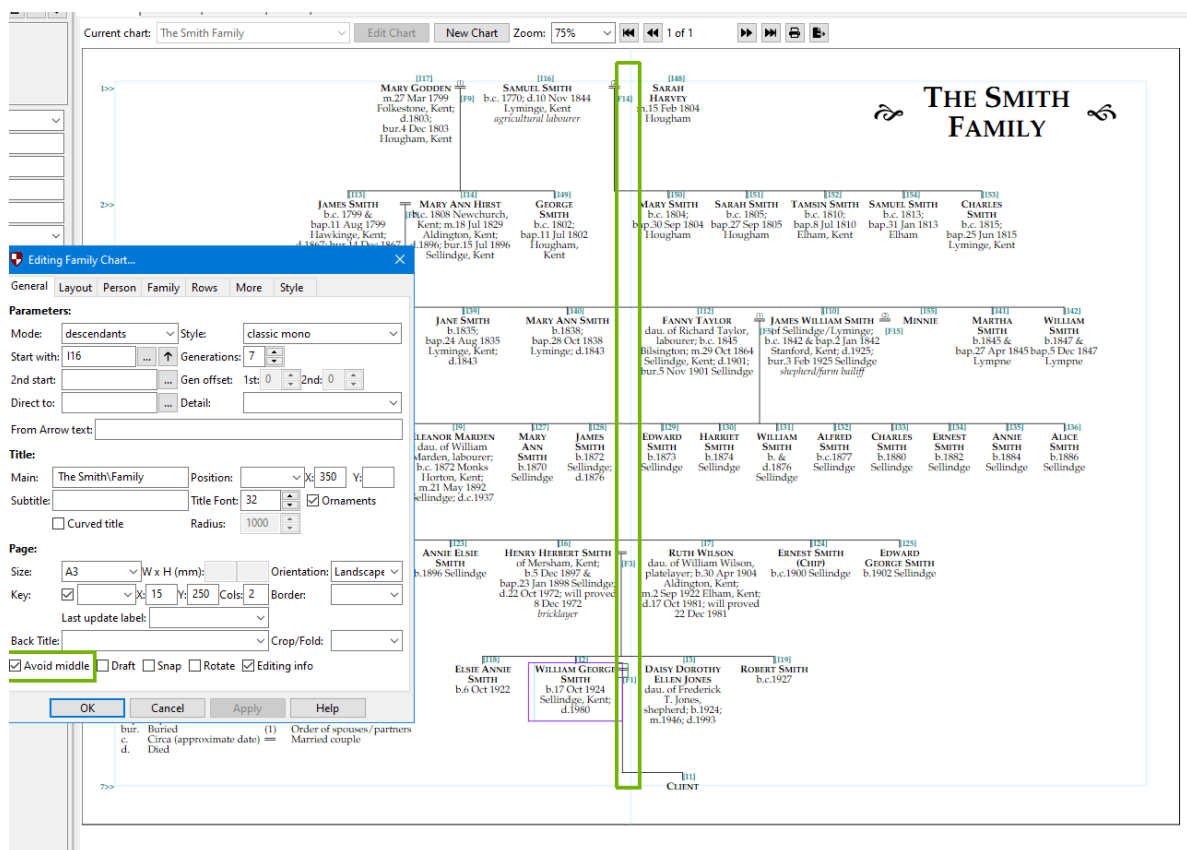 Current chart: The Smith Family Edit Chart New Chart Zoom: 75% 1 of 1
THE SMITH
FAMILY
1>>
[I17]
MARY GODDEN
m.27 Mar 1799
Folkestone, Kent;
d.1803;
bur.4 Dec 1803
Hougham, Kent
(1)
[F9]
[I16]
SAMUEL SMITH
b.c. 1770; d.10 Nov 1844
Lyminge, Kent
agricultural labourer
(2)
[F14]
[I48]
SARAH
HARVEY
m.15 Feb 1804
Hougham
2>>
[I13]
JAMES SMITH
b.c. 1799 &
bap.11 Aug 1799
Hawkinge, Kent;
d.1867; bur.14 Dec 1867
[I14]
MARY ANN HIRST
b.c. 1808 Newchurch,
Kent; m.18 Jul 1829
Aldington, Kent;
d.1896; bur.15 Jul 1896
Sellindge, Kent
[I49]
GEORGE
SMITH
b.c. 1802;
bap.11 Jul 1802
Hougham,
Kent
[I50]
MARY SMITH
b.c. 1804;
bap.30 Sep 1804
Hougham
[I51]
SARAH SMITH
b.c. 1805;
bap.27 Sep 1805
Hougham
[I52]
TAMSIN SMITH
b.c. 1810;
bap.8 Jul 1810
Elham, Kent
[I54]
SAMUEL SMITH
b.c. 1813;
bap.31 Jan 1813
Elham
[I53]
CHARLES
SMITH
b.c. 1815;
bap.25 Jun 1815
Lyminge, Kent
[I39]
JANE SMITH
b.1835;
bap.24 Aug 1835
Lyminge, Kent;
d.1843
[I40]
MARY ANN SMITH
b.1838;
bap.28 Oct 1838
Lyminge; d.1843
[I12]
FANNY TAYLOR
dau. of Richard Taylor,
labourer; b.c. 1845
Bilsington; m.29 Oct 1864
Sellindge, Kent; d.1901;
bur.5 Nov 1901 Sellindge
(1)
[F5]
[I10]
JAMES WILLIAM SMITH
of Sellindge/Lyminge;
b.c. 1842 & bap.2 Jan 1842
Stanford, Kent; d.1925;
bur.3 Feb 1925 Sellindge
shepherd/farm bailiff
(2)
[F15]
[I55]
MINNIE
[I41]
MARTHA
SMITH
b.1845 &
bap.27 Apr 1845
Lympne
[I42]
WILLIAM
SMITH
b.1847 &
bap.5 Dec 1847
Lympne
[I9]
ELEANOR MARDEN
dau. of William
Marden, labourer;
b.c. 1872 Monks
Horton, Kent;
m.21 May 1892
Sellindge; d.c.1937
[I27]
MARY
ANN
SMITH
b.1870
Sellindge
[I28]
JAMES
SMITH
b.1872
Sellindge;
d.1876
[I29]
EDWARD
SMITH
b.1873
Sellindge
[I30]
HARRIET
SMITH
b.1874
Sellindge
[I31]
WILLIAM
SMITH
b. &
d.1876
Sellindge
[I32]
ALFRED
SMITH
b.c.1877
Sellindge
[I33]
CHARLES
SMITH
b.1880
Sellindge
[I34]
ERNEST
SMITH
b.1882
Sellindge
[I35]
ANNIE
SMITH
b.1884
Sellindge
[I36]
ALICE
SMITH
b.1886
Sellindge
[I23]
ANNIE ELSIE
SMITH
b.1896 Sellindge
[I6]
HENRY HERBERT SMITH
of Mersham, Kent;
b.5 Dec 1897 &
bap.23 Jan 1898 Sellindge;
d.22 Oct 1972; will proved
8 Dec 1972
bricklayer
[F3]
[I7]
RUTH WILSON
dau. of William Wilson,
platelayer; b.30 Apr 1904
Aldington, Kent;
m.2 Sep 1922 Elham, Kent;
d.17 Oct 1981; will proved
22 Dec 1981
[I24]
ERNEST SMITH
(CHIP)
b.c.1900 Sellindge
[I25]
EDWARD
GEORGE SMITH
b.1902 Sellindge
[I18]
ELSIE ANNIE
SMITH
b.6 Oct 1922
[I2]
WILLIAM GEORGE
SMITH
b.17 Oct 1924
Sellindge, Kent;
d.1980
[F1]
[I3]
DAISY DOROTHY
ELLEN JONES
dau. of Frederick
T. Jones,
shepherd; b.1924;
m.1946; d.1993
[I19]
ROBERT SMITH
b.c.1927
bur. Buried (1) Order of spouses/partners
c. Circa (approximate date) Married couple
d. Died
7>>
[I1]
CLIENT
Editing Family Chart...
General Layout Person Family Rows More Style
Parameters:
Mode: descendants Style: classic mono
Start with: I16 ... Generations: 7
2nd start: ... Gen offset: 1st: 0 2nd: 0
Direct to: ... Detail:
From Arrow text:
Title:
Main: The Smith\Family Position: X: 350 Y:
Subtitle: Title Font: 32 Ornaments
Curved title Radius: 1000
Page:
Size: A3 W x H (mm): Orientation: Landscape
Key: X: 15 Y: 250 Cols: 2 Border:
Last update label:
Back Title: Crop/Fold:
Avoid middle Draft Snap Rotate Editing info
OK Cancel Apply Help